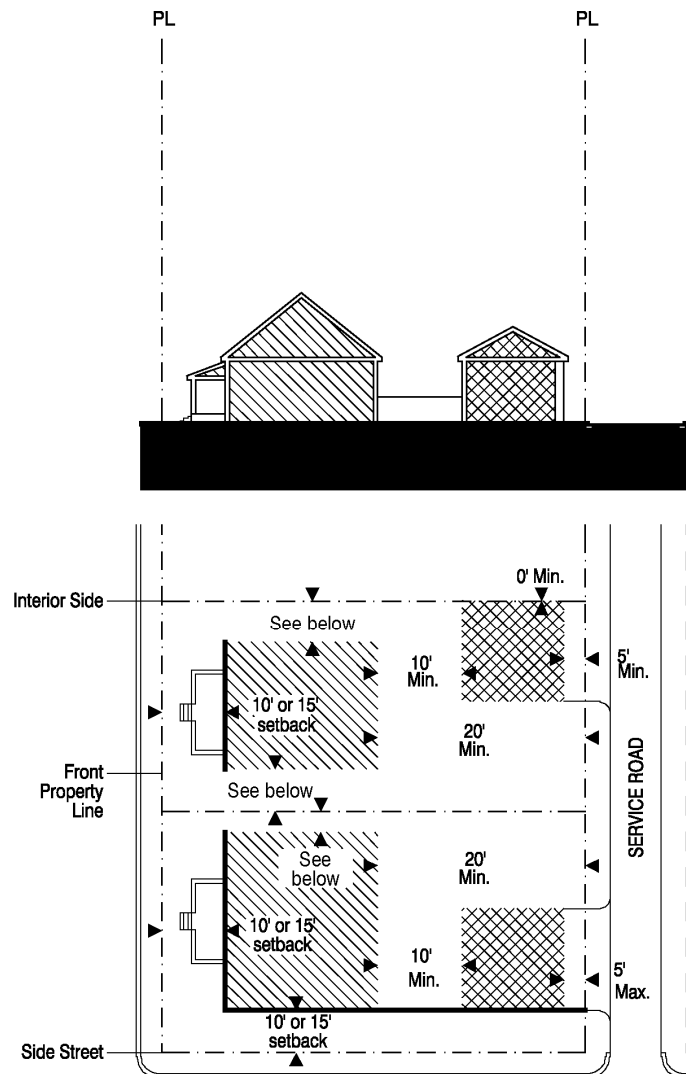 PL
PL
0' Min.
Interior Side
See below
10'
Min.
5'
Min.
10' or 15'
setback
20'
Min.
Front
Property
Line
See below
SERVICE ROAD
See
below
20'
Min.
10' or 15'
setback
10'
Min.
5'
Max.
10' or 15'
setback
Side Street